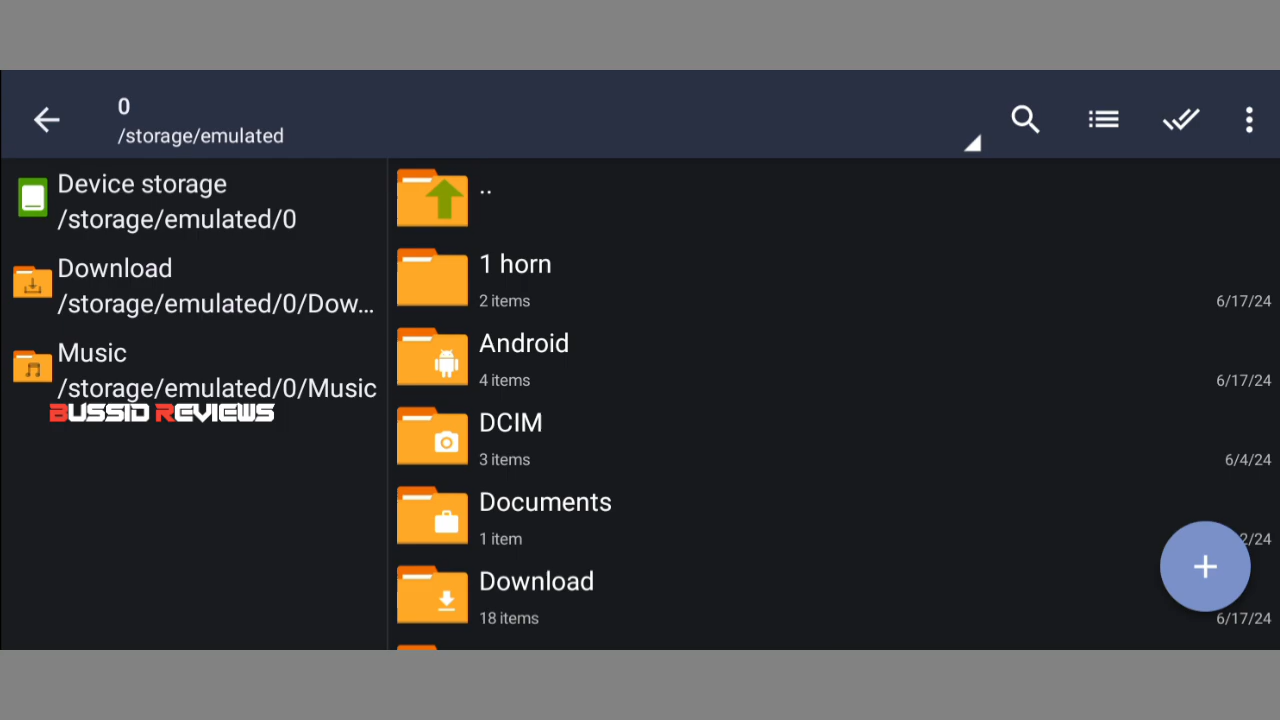 0
/storage/emulated
Device storage
/storage/emulated/0
Download
/storage/emulated/0/Dow...
Music
/storage/emulated/0/Music
BUSSID REVIEWS
..
1 horn
2 items
6/17/24
Android
4 items
6/17/24
DCIM
3 items
6/4/24
Documents
1 item
2/24
Download
18 items
6/17/24